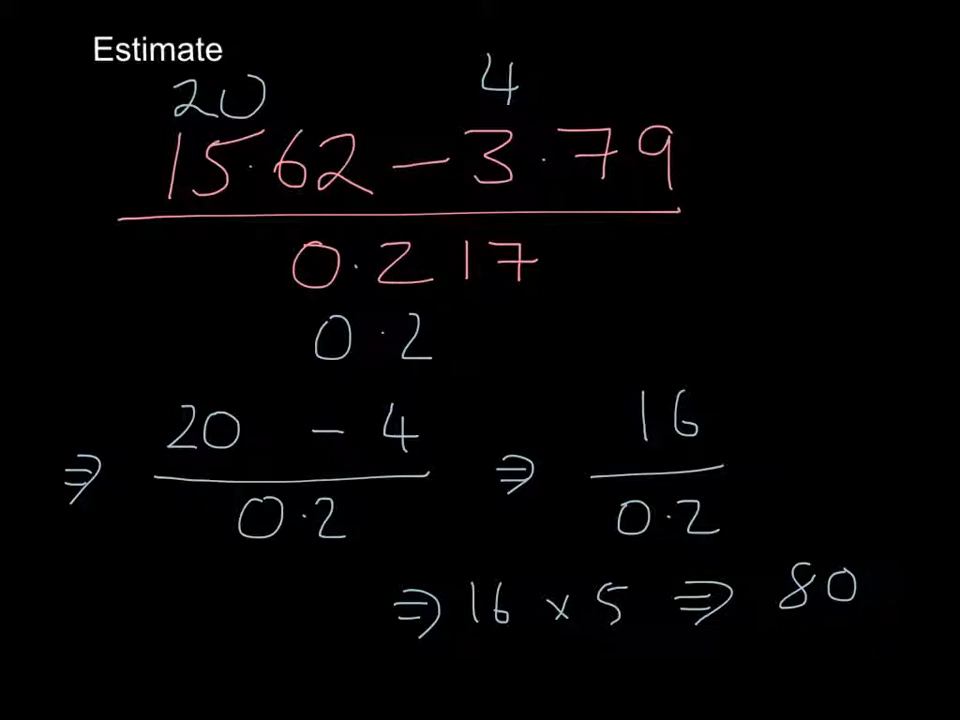 Estimate
20 4
15.62 - 3.79
0.217
0.2
⇒ 20 - 4 ⇒ 16
0.2 0.2
⇒ 16 × 5 ⇒ 80